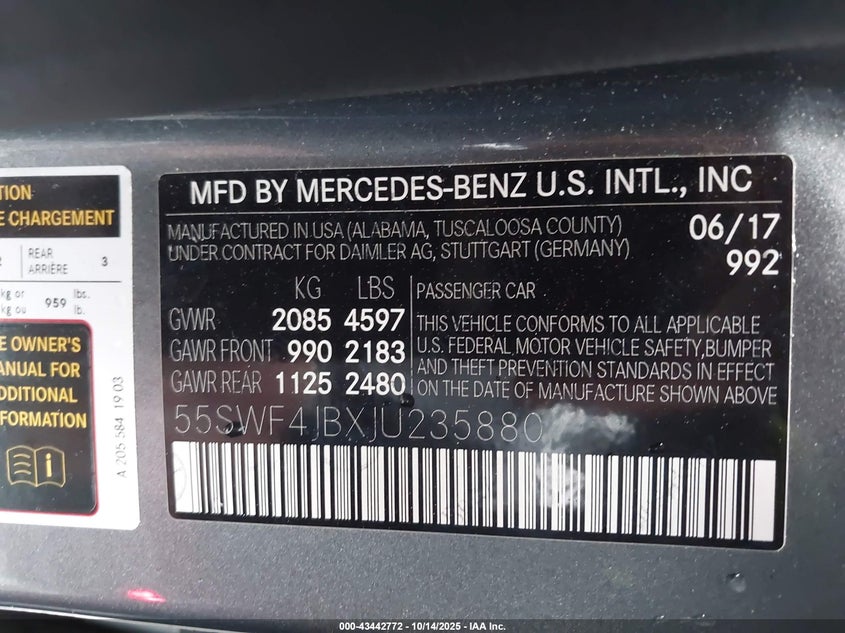 TION
E CHARGEMENT
REAR
ARRIÈRE 3
kg or
kg ou 959 lbs.
lb.
E OWNER'S
ANUAL FOR
DDITIONAL
FORMATION
A 205 584 19 03
MFD BY MERCEDES-BENZ U.S. INTL., INC
MANUFACTURED IN USA (ALABAMA, TUSCALOOSA COUNTY)
UNDER CONTRACT FOR DAIMLER AG, STUTTGART (GERMANY)
06/17
992
KG LBS
GVWR 2085 4597
GAWR FRONT 990 2183
GAWR REAR 1125 2480
PASSENGER CAR
THIS VEHICLE CONFORMS TO ALL APPLICABLE
U.S. FEDERAL MOTOR VEHICLE SAFETY, BUMPER
AND THEFT PREVENTION STANDARDS IN EFFECT
ON THE DATE OF MANUFACTURE SHOWN ABOVE
55SWF4JBXJU235880
000-43442772 - 10/14/2025 - IAA Inc.